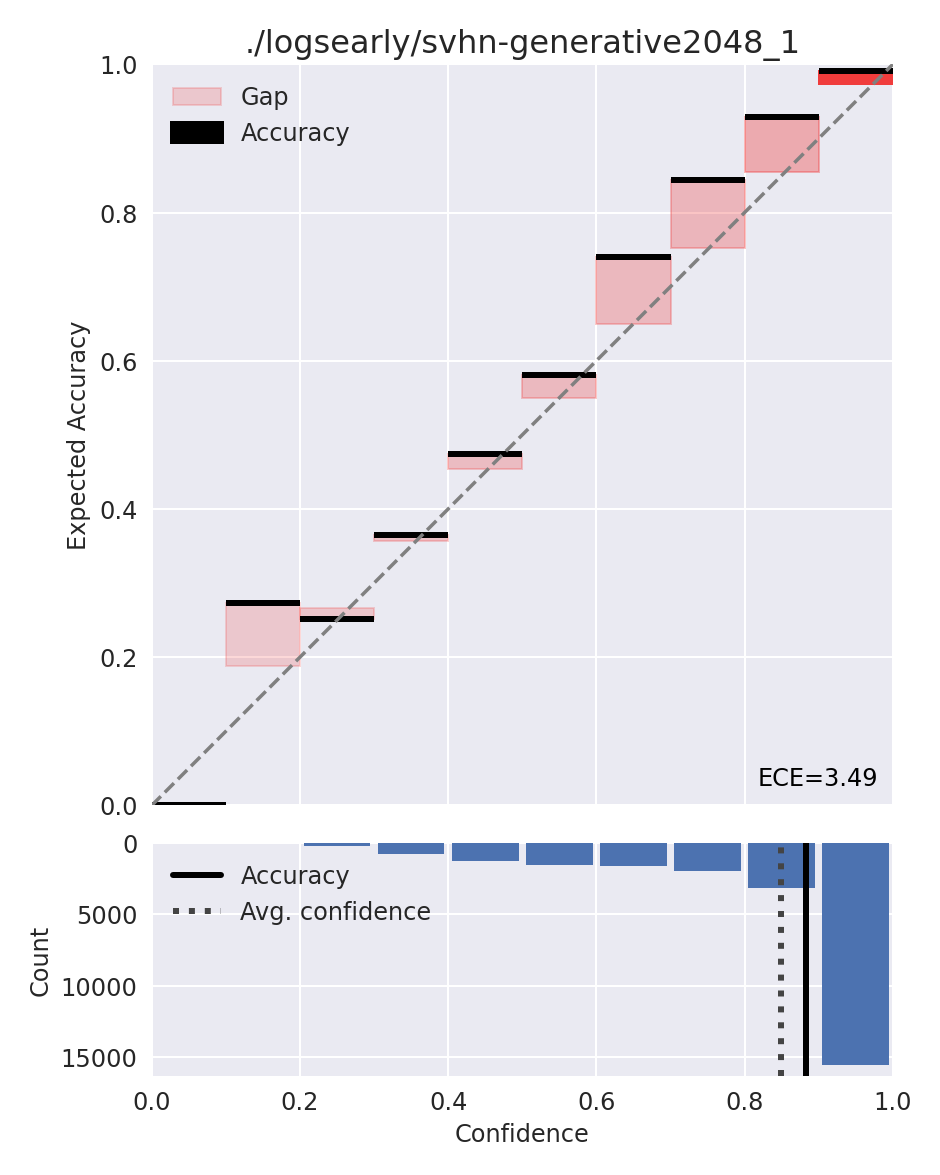 ./logsearly/svhn-generative2048_1
1.0
Gap
Accuracy
0.8
0.6
Expected Accuracy
0.4
0.2
ECE=3.49
0.0
0
Accuracy
Avg. confidence
5000
Count
10000
15000
0.0 0.2 0.4 0.6 0.8 1.0
Confidence